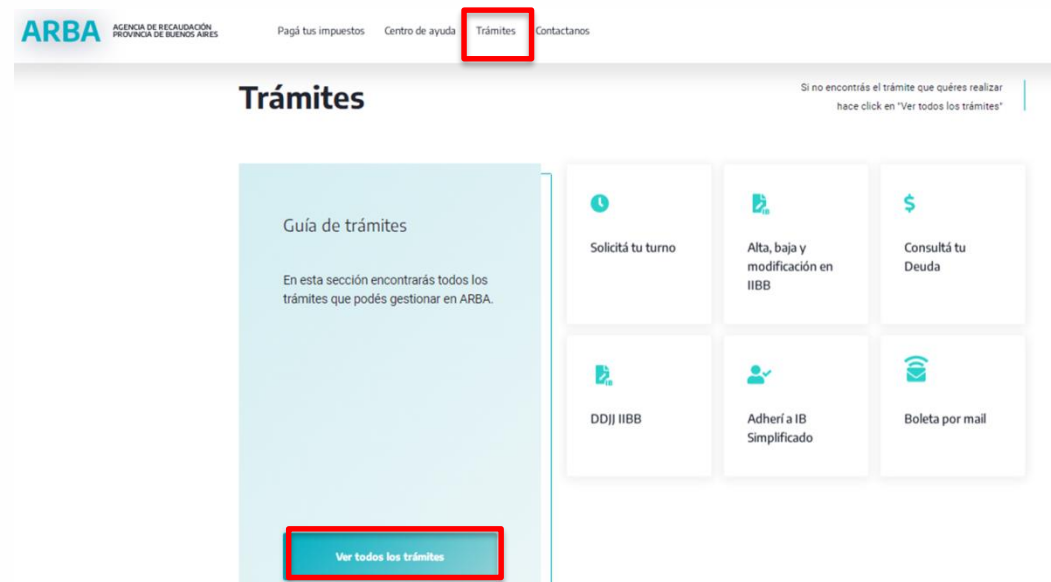 ARBA
AGENCIA DE RECAUDACIÓN
PROVINCIA DE BUENOS AIRES
Pagá tus impuestos
Centro de ayuda
Trámites
Contactanos
Trámites
Si no encontrás el trámite que quéres realizar
hace click en "Ver todos los trámites"
Guía de trámites
En esta sección encontrarás todos los
trámites que podés gestionar en ARBA.
Ver todos los trámites
Solicitá tu turno
Alta, baja y
modificación en
IIBB
Consultá tu
Deuda
DDJJ IIBB
Adherí a IB
Simplificado
Boleta por mail